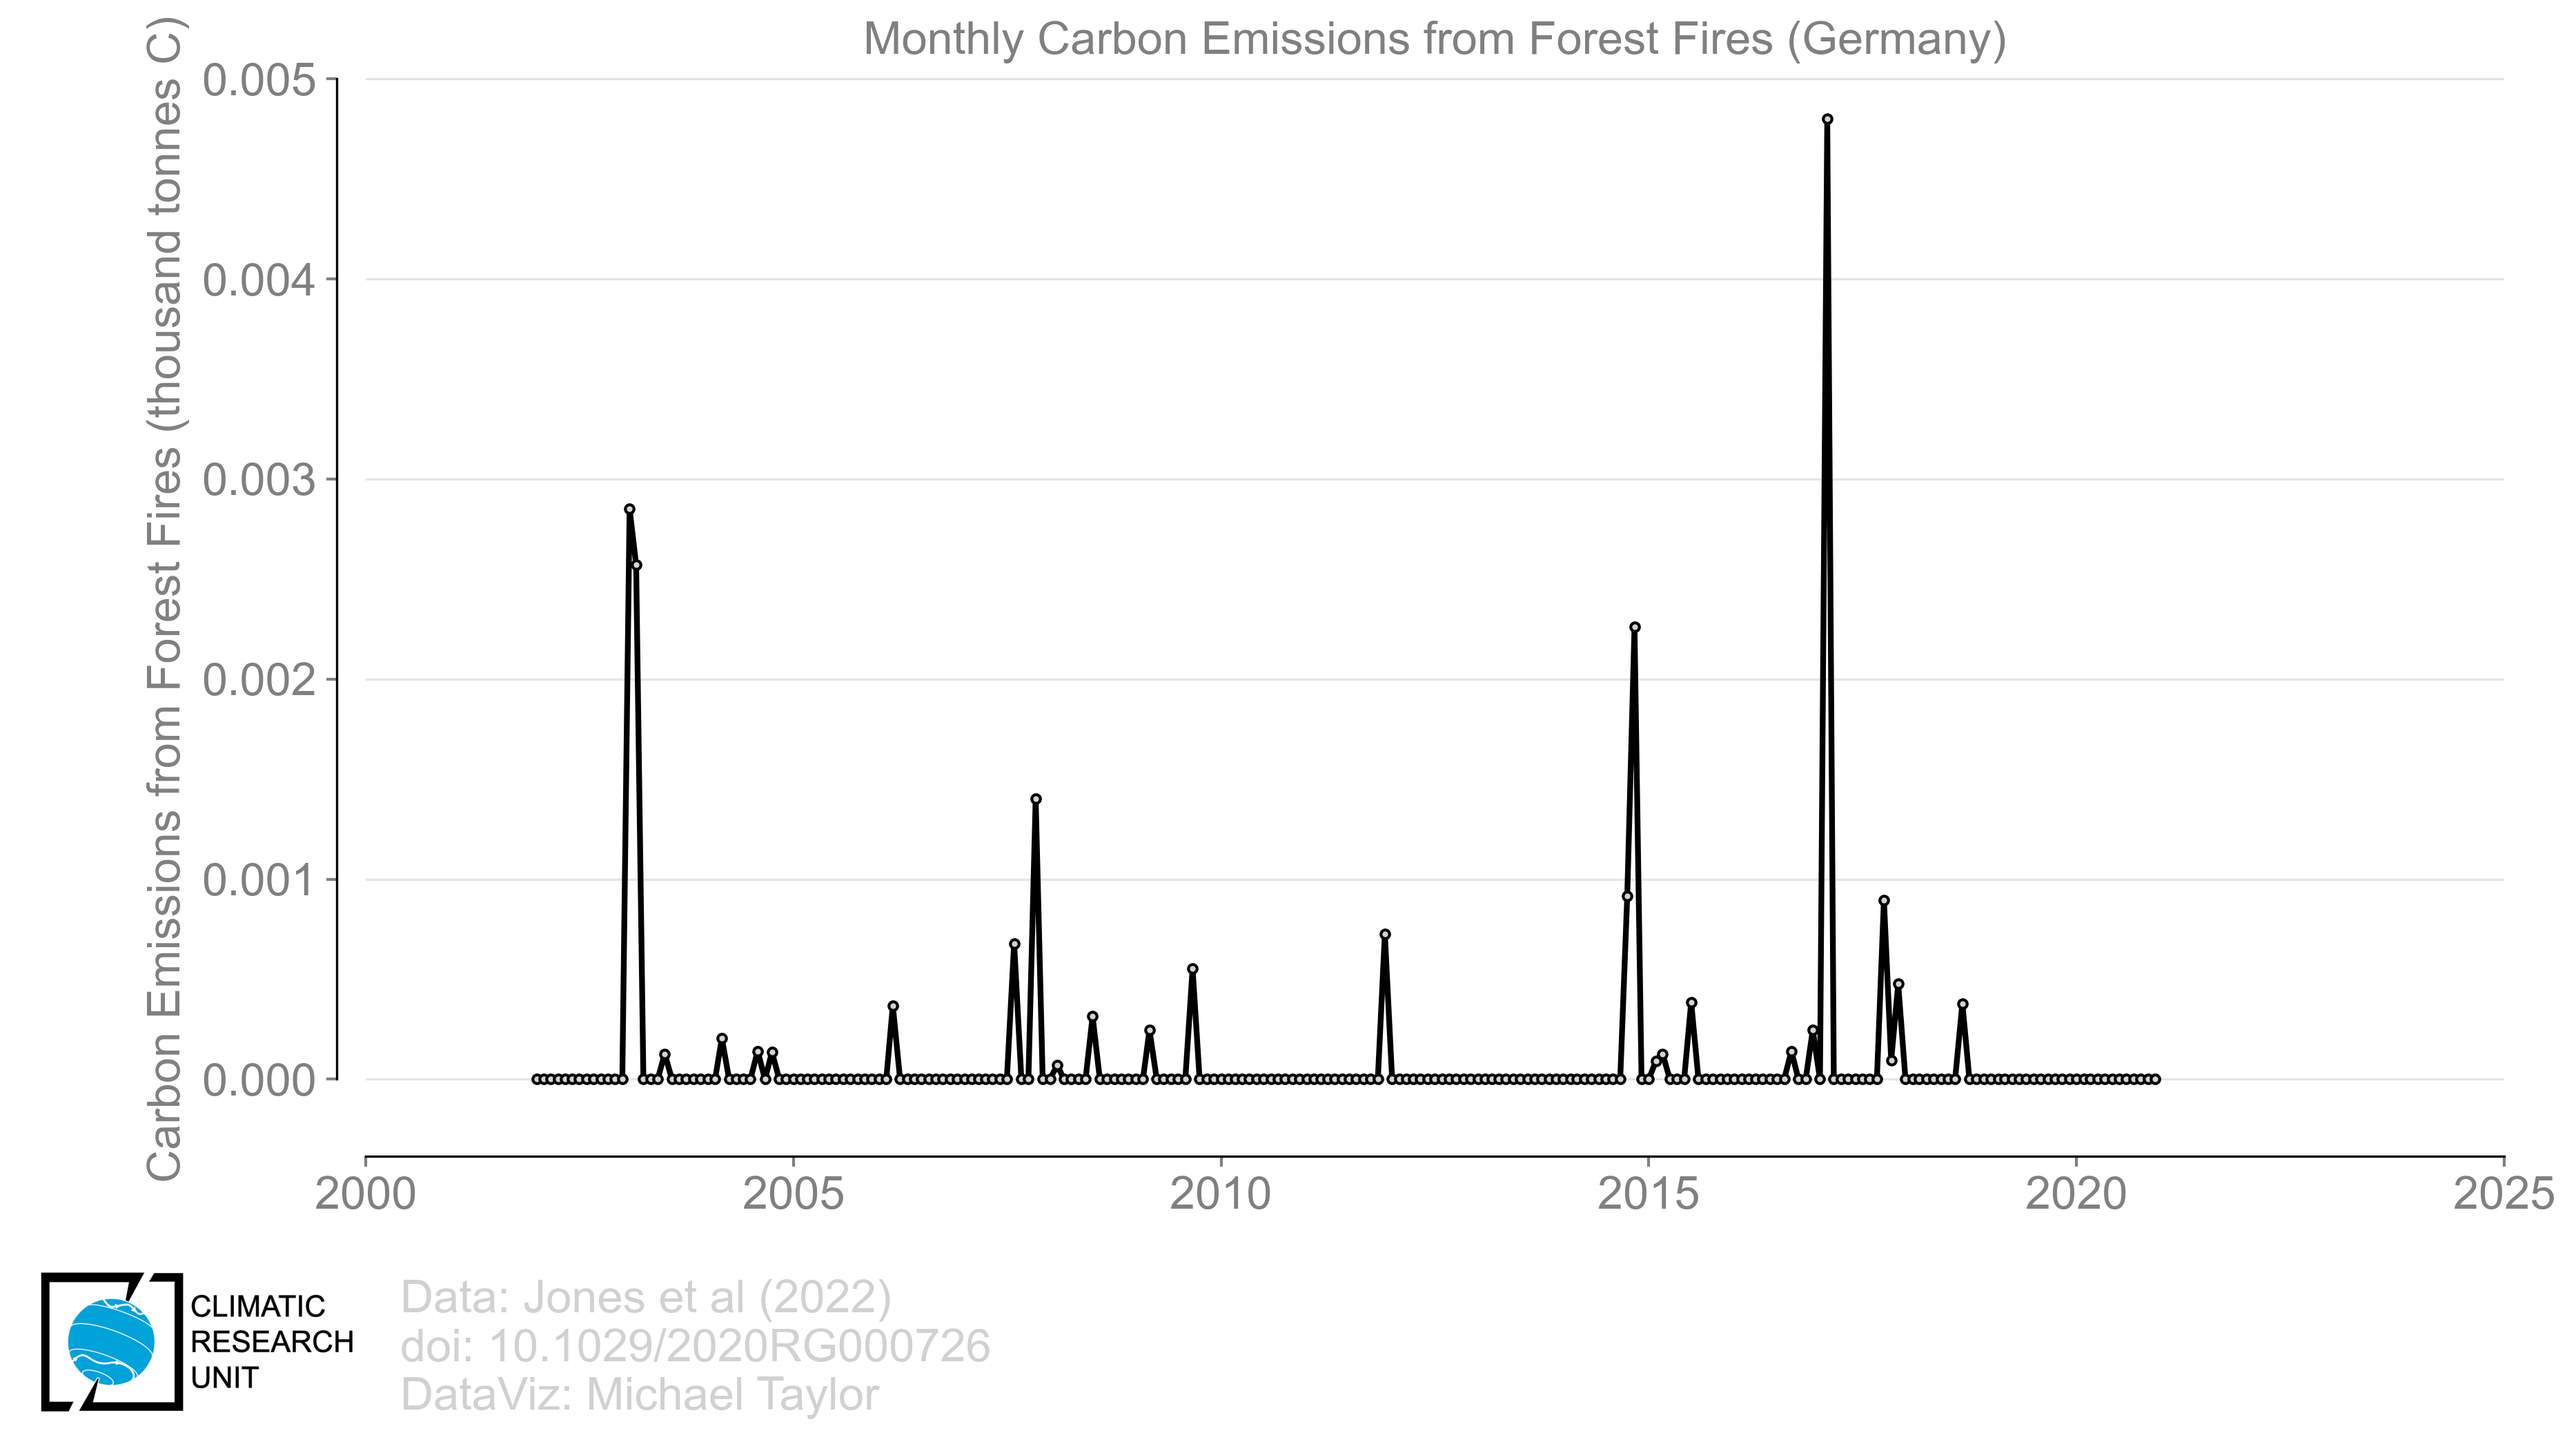 Monthly Carbon Emissions from Forest Fires (Germany)
Carbon Emissions from Forest Fires (thousand tonnes C)
0.005
0.004
0.003
0.002
0.001
0.000
2000 2005 2010 2015 2020 2025
CLIMATIC
RESEARCH
UNIT
Data: Jones et al (2022)
doi: 10.1029/2020RG000726
DataViz: Michael Taylor